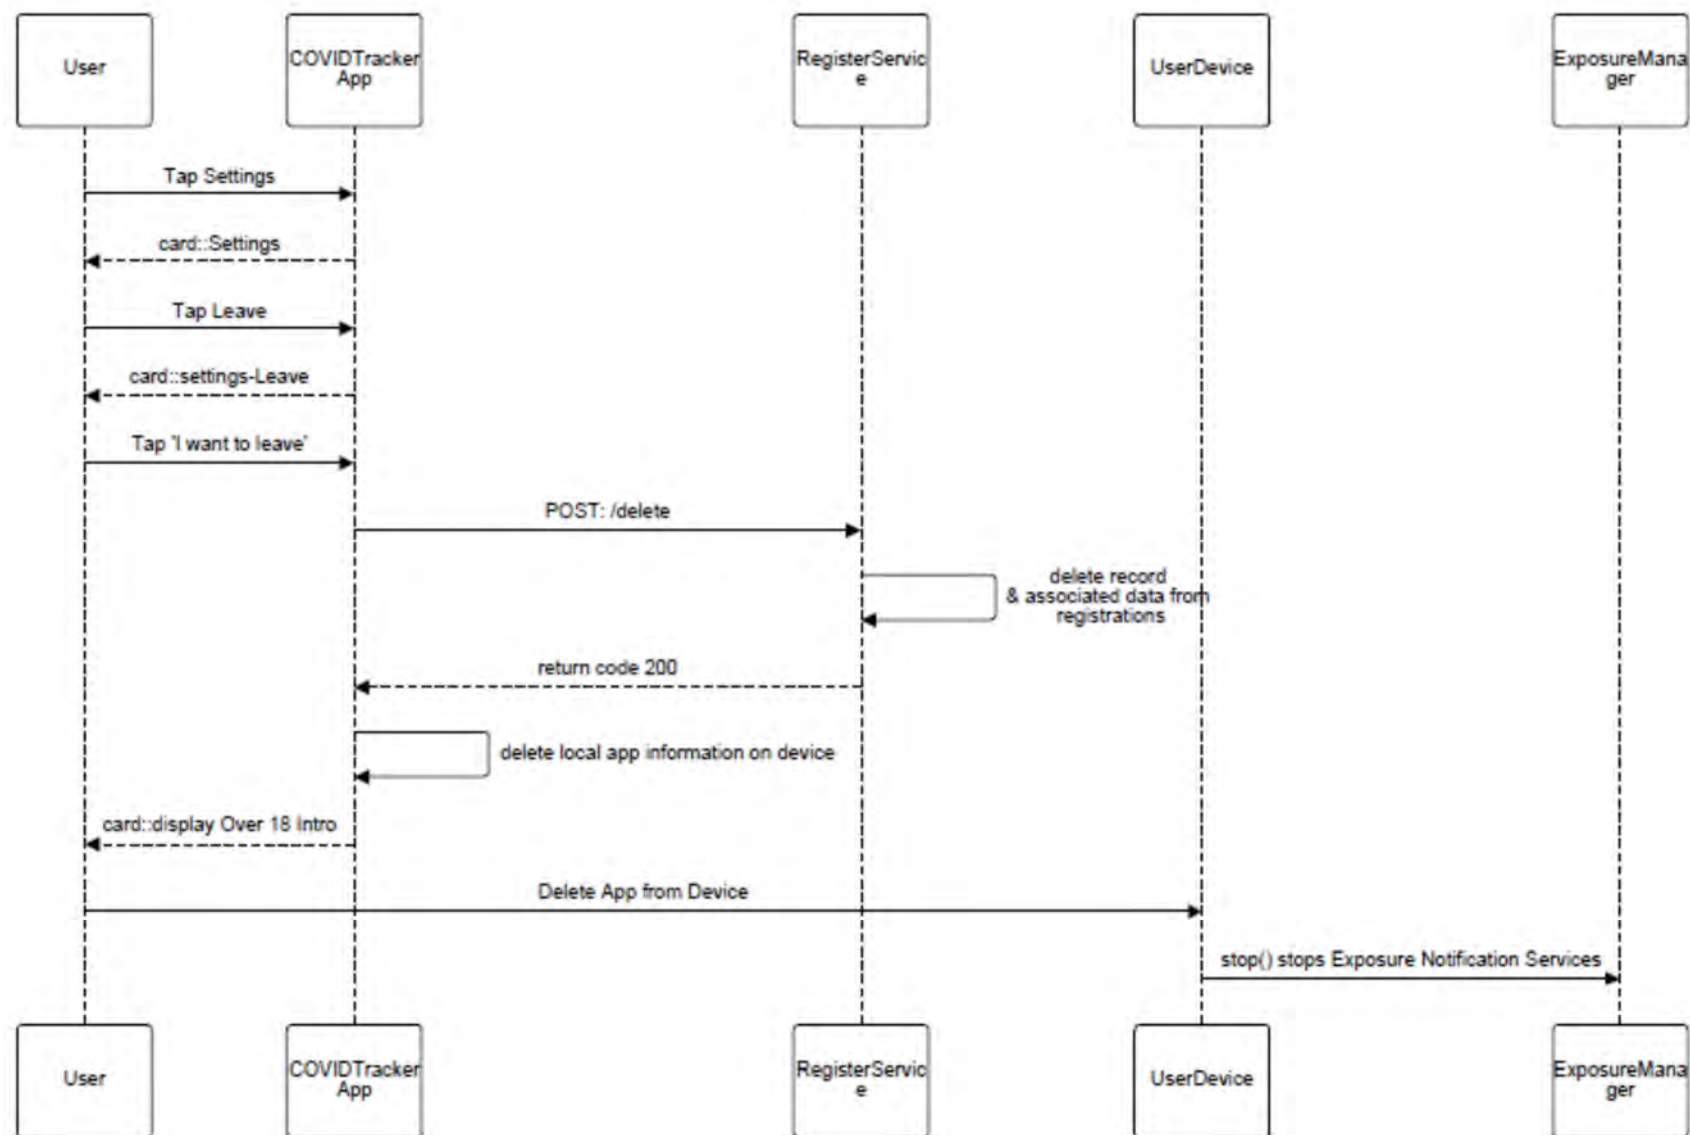 User
COVIDTracker
App
RegisterServic
e
UserDevice
ExposureMana
ger
Tap Settings
card::Settings
Tap Leave
card::settings-Leave
Tap 'I want to leave'
POST: /delete
delete record
& associated data from
registrations
return code 200
delete local app information on device
card::display Over 18 Intro
Delete App from Device
stop() stops Exposure Notification Services
User
COVIDTracker
App
RegisterServic
e
UserDevice
ExposureMana
ger